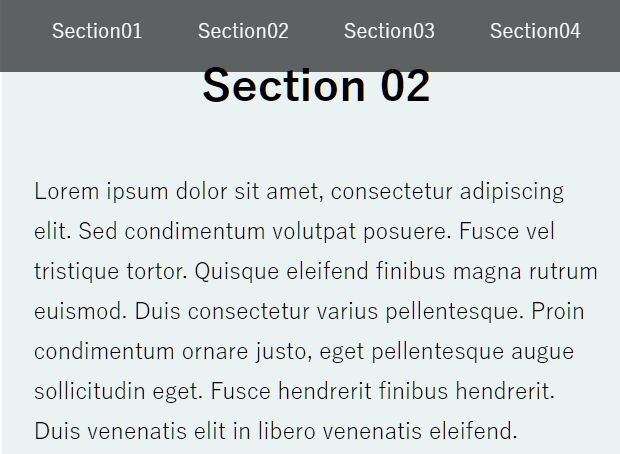 Section01 Section02 Section03 Section04
Section 02
Lorem ipsum dolor sit amet, consectetur adipiscing
elit. Sed condimentum volutpat posuere. Fusce vel
tristique tortor. Quisque eleifend finibus magna rutrum
euismod. Duis consectetur varius pellentesque. Proin
condimentum ornare justo, eget pellentesque augue
sollicitudin eget. Fusce hendrerit finibus hendrerit.
Duis venenatis elit in libero venenatis eleifend.